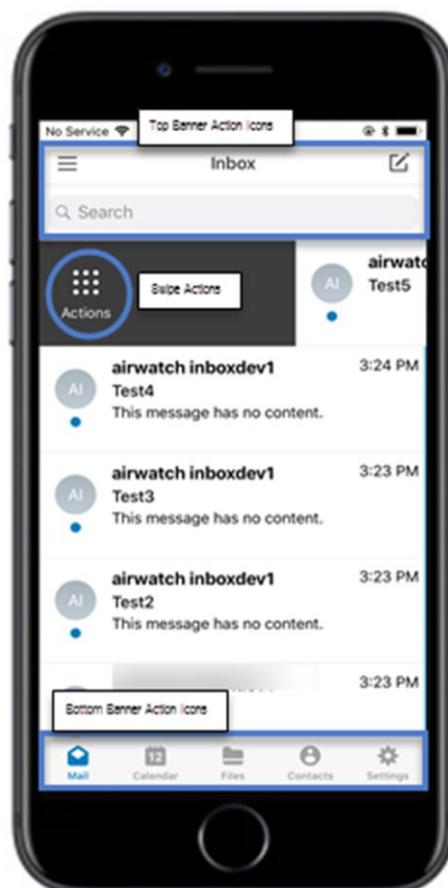 Top Banner Action Icons
No Service
Inbox
Search
Actions
Swipe Actions
AI
airwatc
Test5
AI
airwatch inboxdev1
3:24 PM
Test4
This message has no content.
AI
airwatch inboxdev1
3:23 PM
Test3
This message has no content.
AI
airwatch inboxdev1
3:23 PM
Test2
This message has no content.
3:23 PM
Bottom Banner Action Icons
12
Mail
Calendar
Files
Contacts
Settings